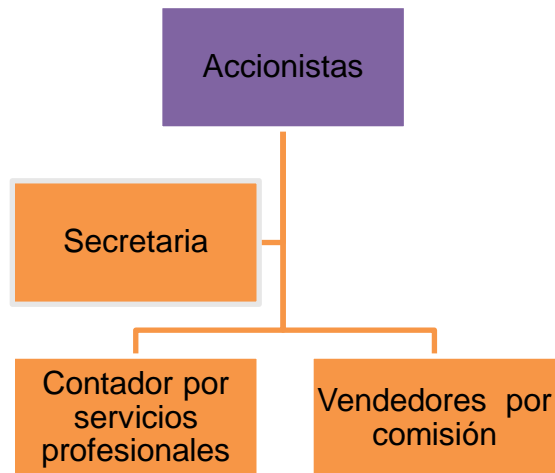 Accionistas
Secretaria
Contador por
servicios
profesionales
Vendedores por
comisión